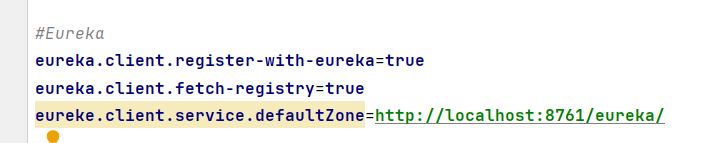 #Eureka
eureka.client.register-with-eureka=true
eureka.client.fetch-registry=true
eureke.client.service.defaultZone=http://localhost:8761/eureka/